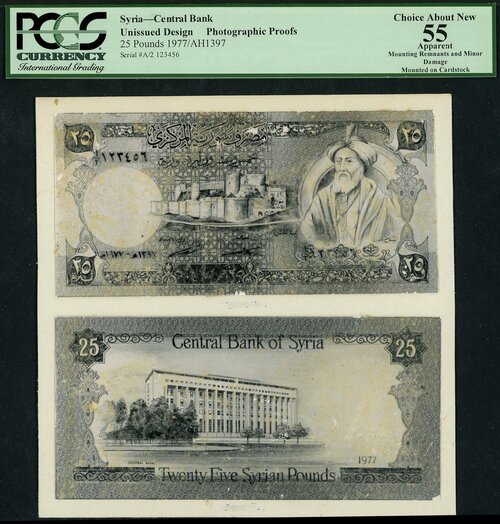 PCGS
CURRENCY
International Grading
Syria—Central Bank
Unissued Design Photographic Proofs
25 Pounds 1977/AH1397
Serial #A/2 123456
Choice About New
55
Apparent
Mounting Remnants and Minor
Damage
Mounted on Cardstock
٢٥ مصرف سورية المركزي ٢٥
١٢٣٤٥٦
٢٥ ٢٥
Central Bank of Syria
25 25
CENTRAL BANK
1977
Twenty Five Syrian Pounds